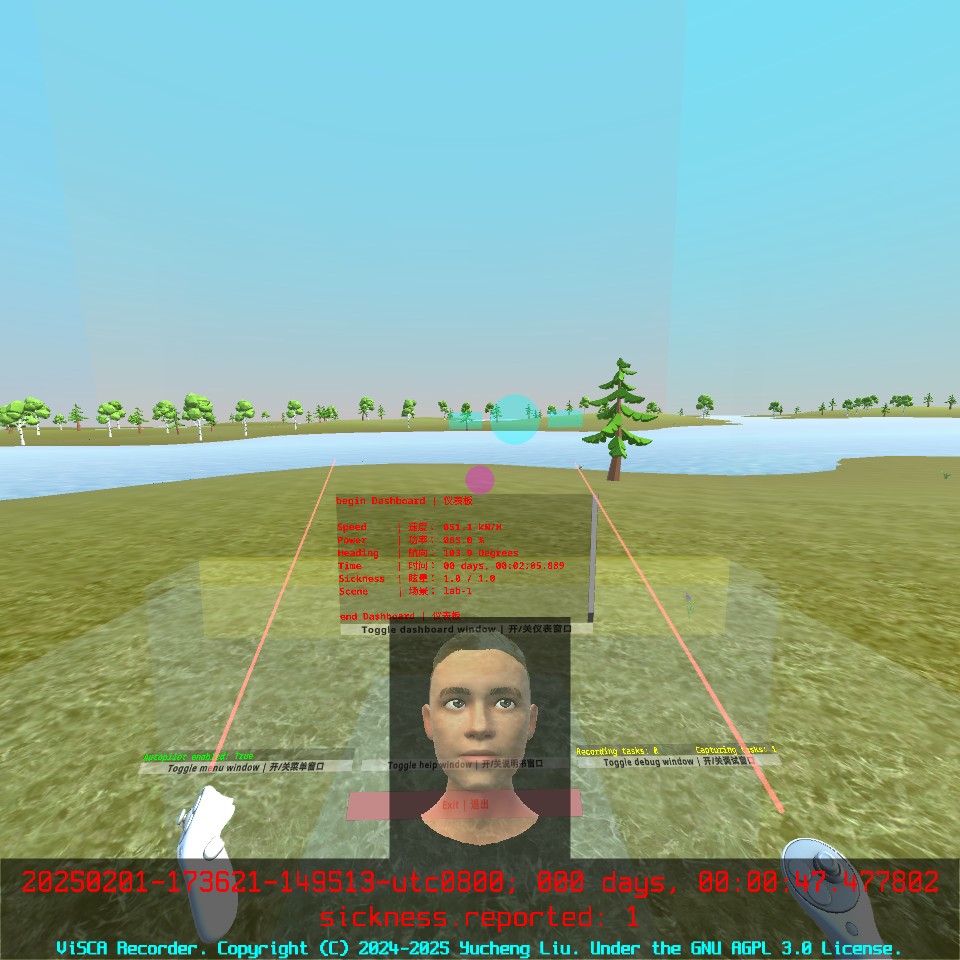 begin Dashboard | 仪表板
Speed | 速度: 051.1 kM/H
Power | 功率: 005.0 %
Heading | 航向: 103.9 Degrees
Time | 时间: 00 days, 00:02:05.889
Sickness | 眩晕: 1.0 / 1.0
Scene | 场景: lab-1
end Dashboard | 仪表板
Toggle dashboard window | 开/关仪表窗口
Autopilot enabled: True
Toggle menu window | 开/关菜单窗口
Toggle help window | 开/关说明书窗口
Recording tasks: 0 Capturing tasks: 1
Toggle debug window | 开/关调试窗口
Exit | 退出
20250201-173621-149513-utc0800; 000 days, 00:00:47.477802
sickness.reported: 1
ViSCA Recorder. Copyright (C) 2024-2025 Yucheng Liu. Under the GNU AGPL 3.0 License.